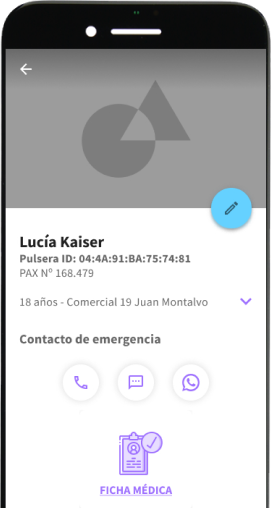 Lucía Kaiser
Pulsera ID: 04:4A:91:BA:75:74:81
PAX Nº 168.479
18 años - Comercial 19 Juan Montalvo
Contacto de emergencia
FICHA MÉDICA